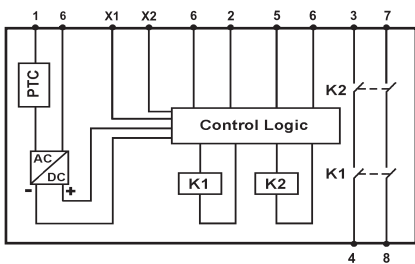 1 6 X1 X2 6 2 5 6 3 7
PTC
K2
Control Logic
AC
DC
- +
K1 K2
K1
4 8